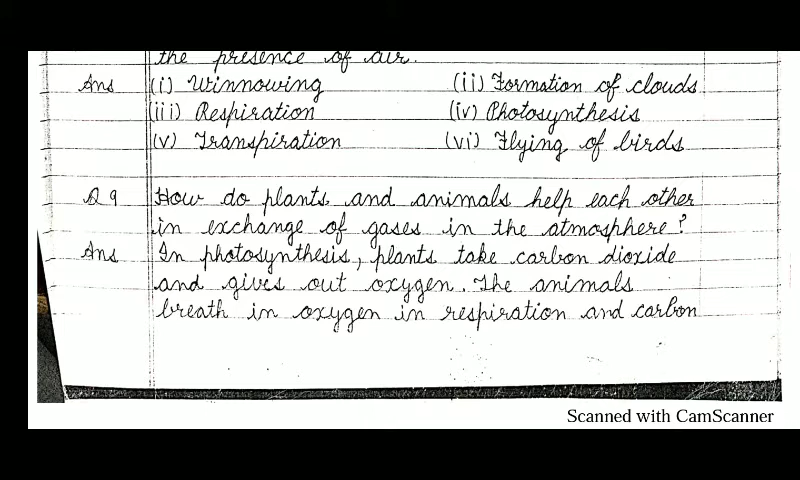 the presence of air.
Ans (i) Winnowing (ii) Formation of clouds
(iii) Respiration (iv) Photosynthesis
(v) Transpiration (vi) Flying of birds
Q 9 How do plants and animals help each other
in exchange of gases in the atmosphere?
Ans In photosynthesis, plants take carbon dioxide
and gives out oxygen. The animals
breath in oxygen in respiration and carbon
Scanned with CamScanner